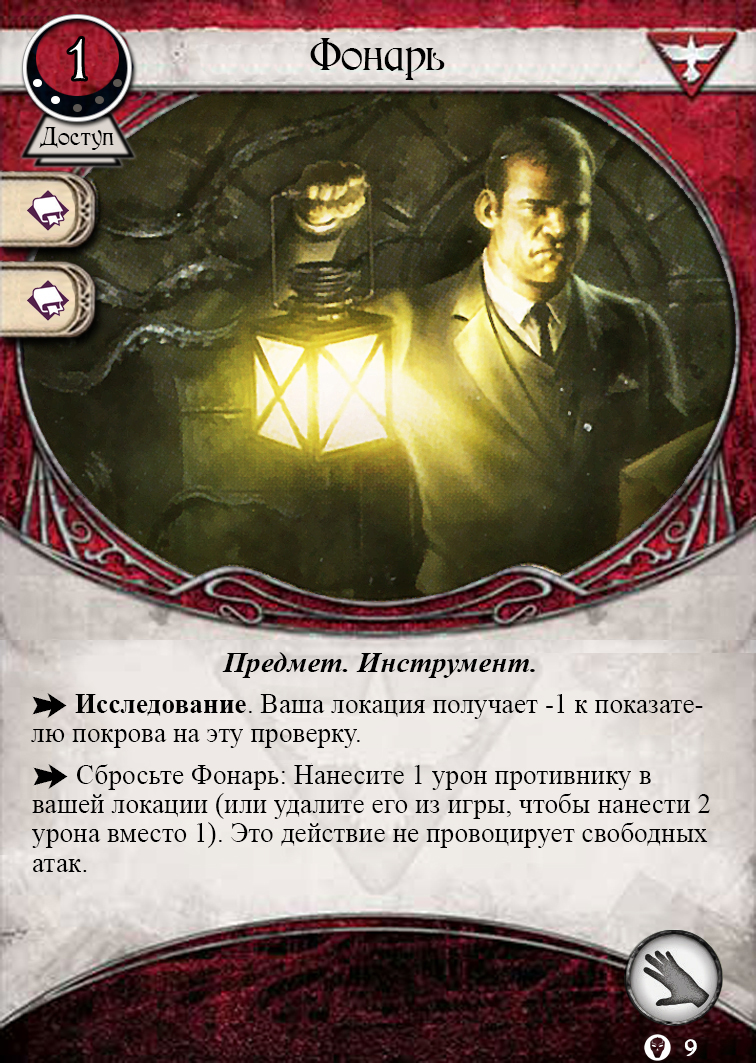 1
Фонарь
Доступ
Предмет. Инструмент.
Исследование. Ваша локация получает -1 к показате-
лю покрова на эту проверку.
Сбросьте Фонарь: Нанесите 1 урон противнику в
вашей локации (или удалите его из игры, чтобы нанести 2
урона вместо 1). Это действие не провоцирует свободных
атак.
9